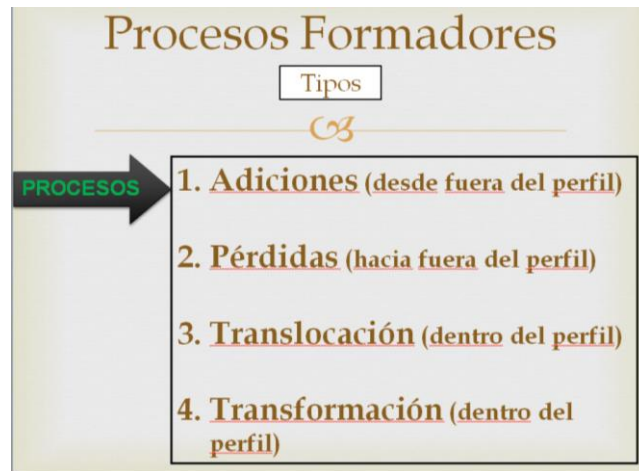 Procesos Formadores
Tipos
PROCESOS
1. Adiciones (desde fuera del perfil)
2. Pérdidas (hacia fuera del perfil)
3. Translocación (dentro del perfil)
4. Transformación (dentro del
perfil)